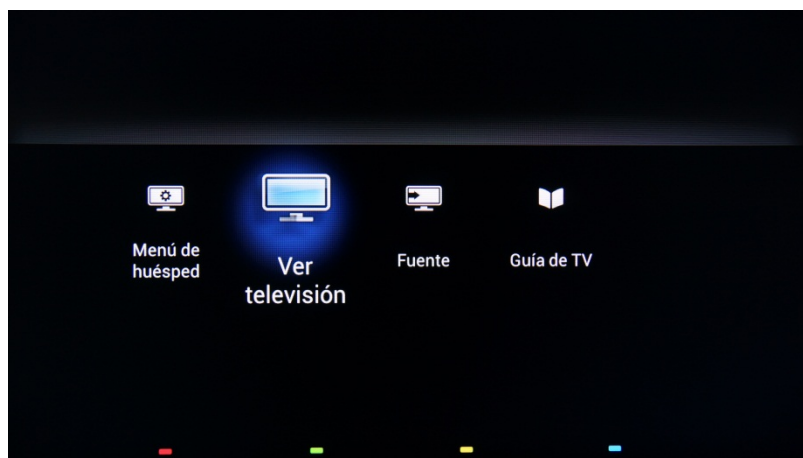 Menú de
huésped
Ver
televisión
Fuente
Guía de TV